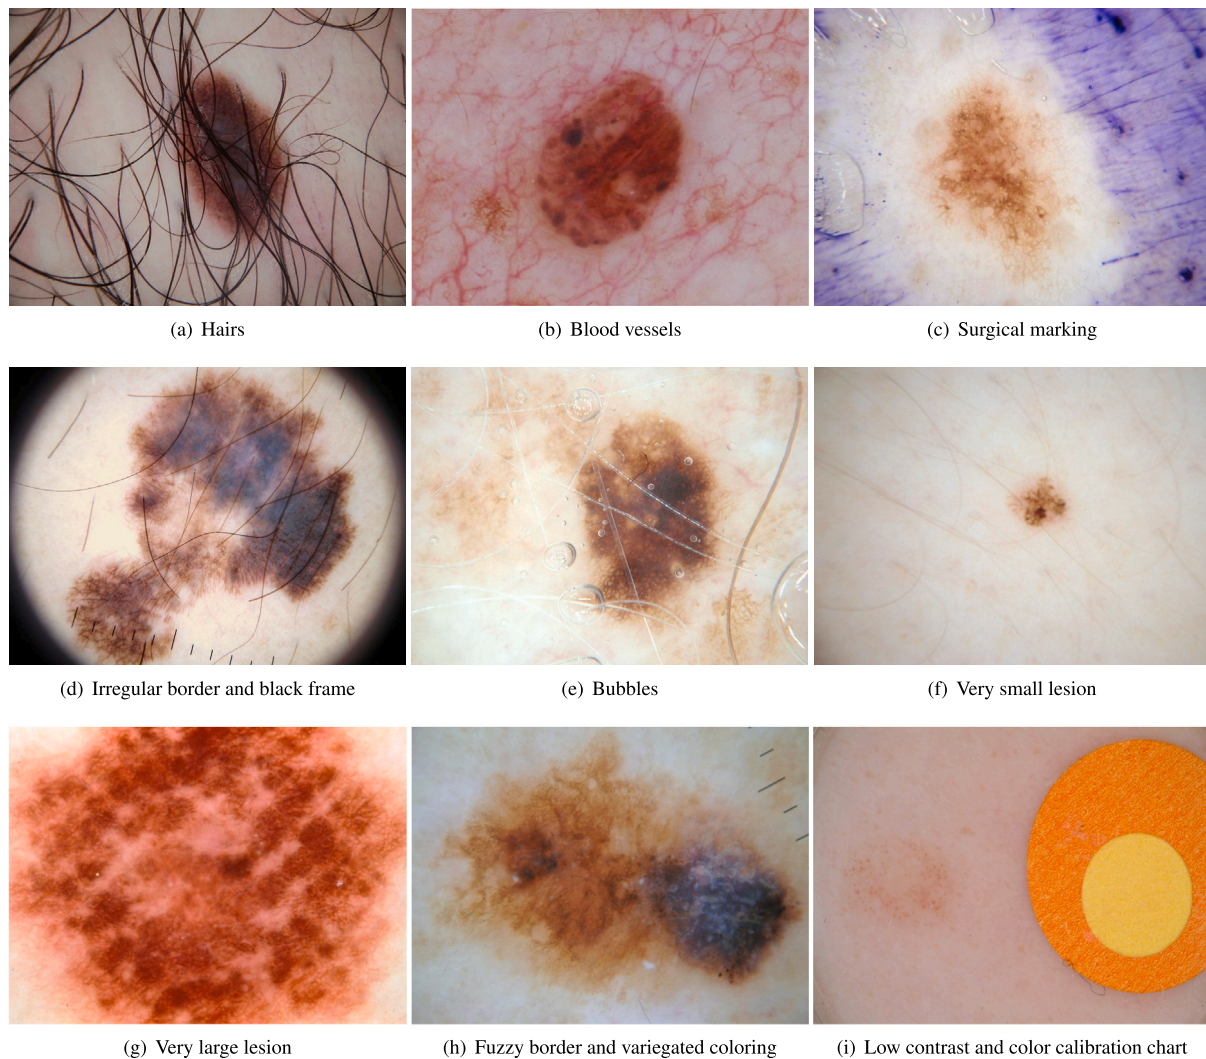 (a) Hairs
(b) Blood vessels
(c) Surgical marking
(d) Irregular border and black frame
(e) Bubbles
(f) Very small lesion
(g) Very large lesion
(h) Fuzzy border and variegated coloring
(i) Low contrast and color calibration chart